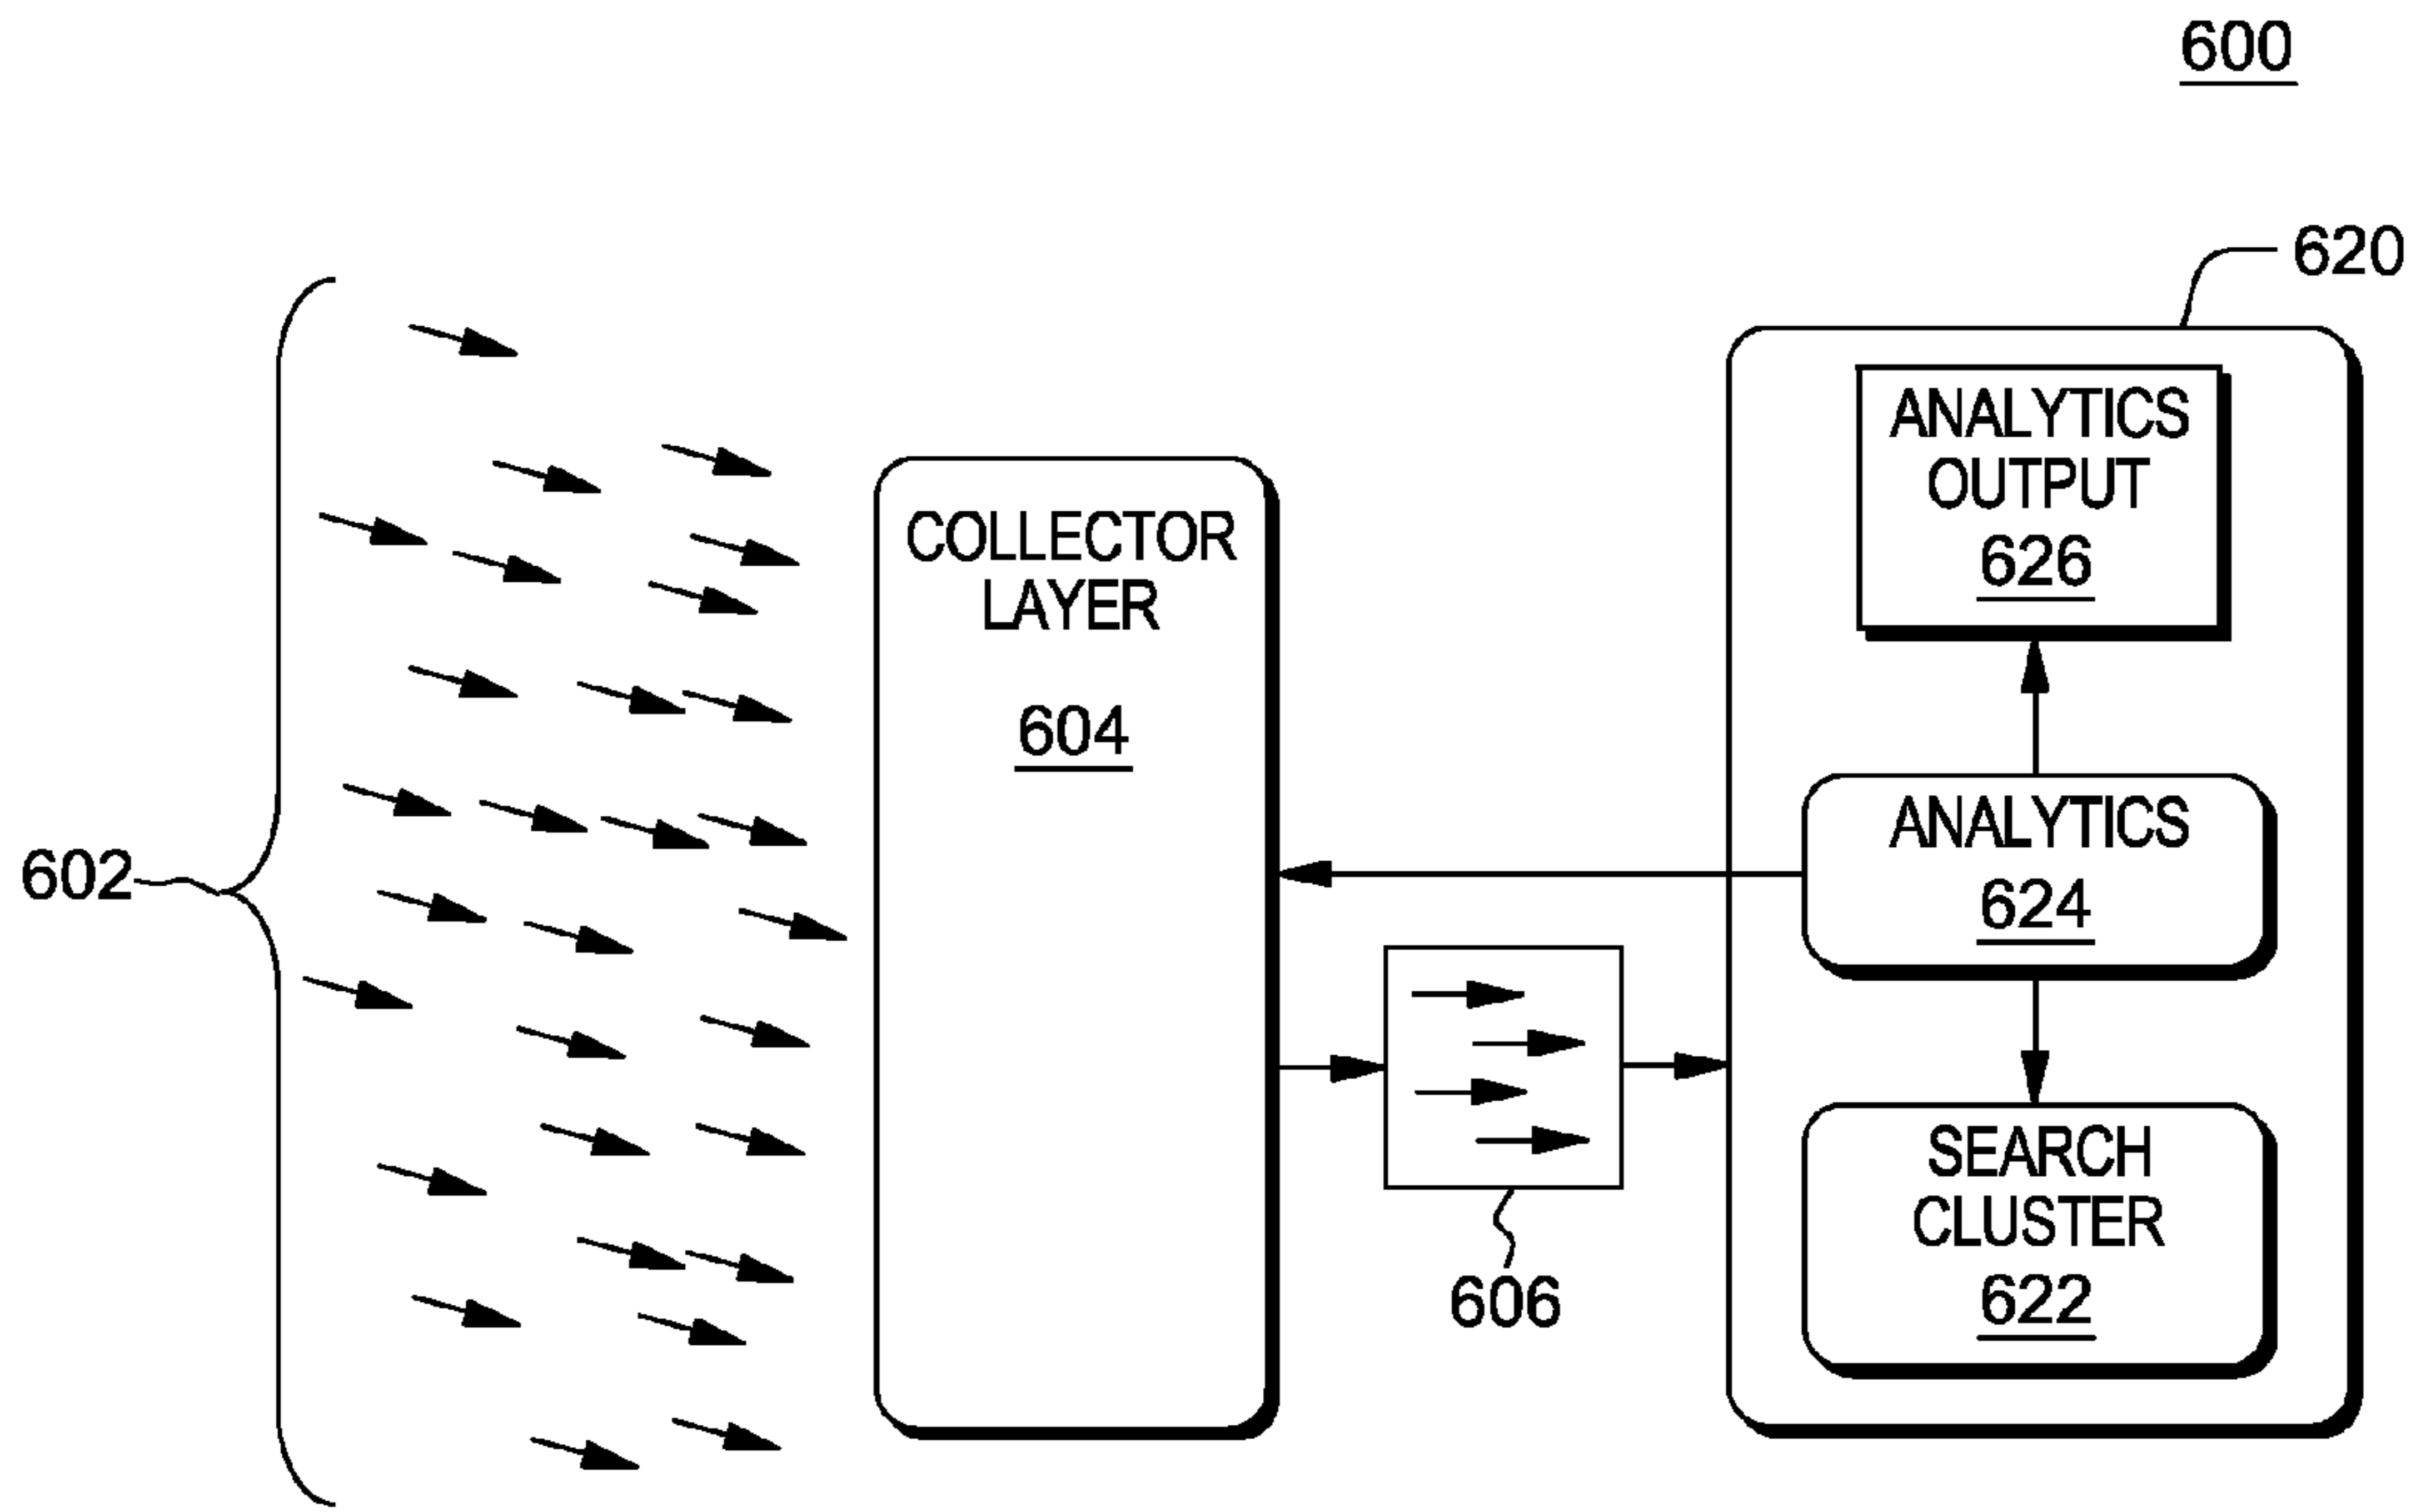 600
620
ANALYTICS
OUTPUT
626
COLLECTOR
LAYER
604
ANALYTICS
624
602
SEARCH
CLUSTER
622
606